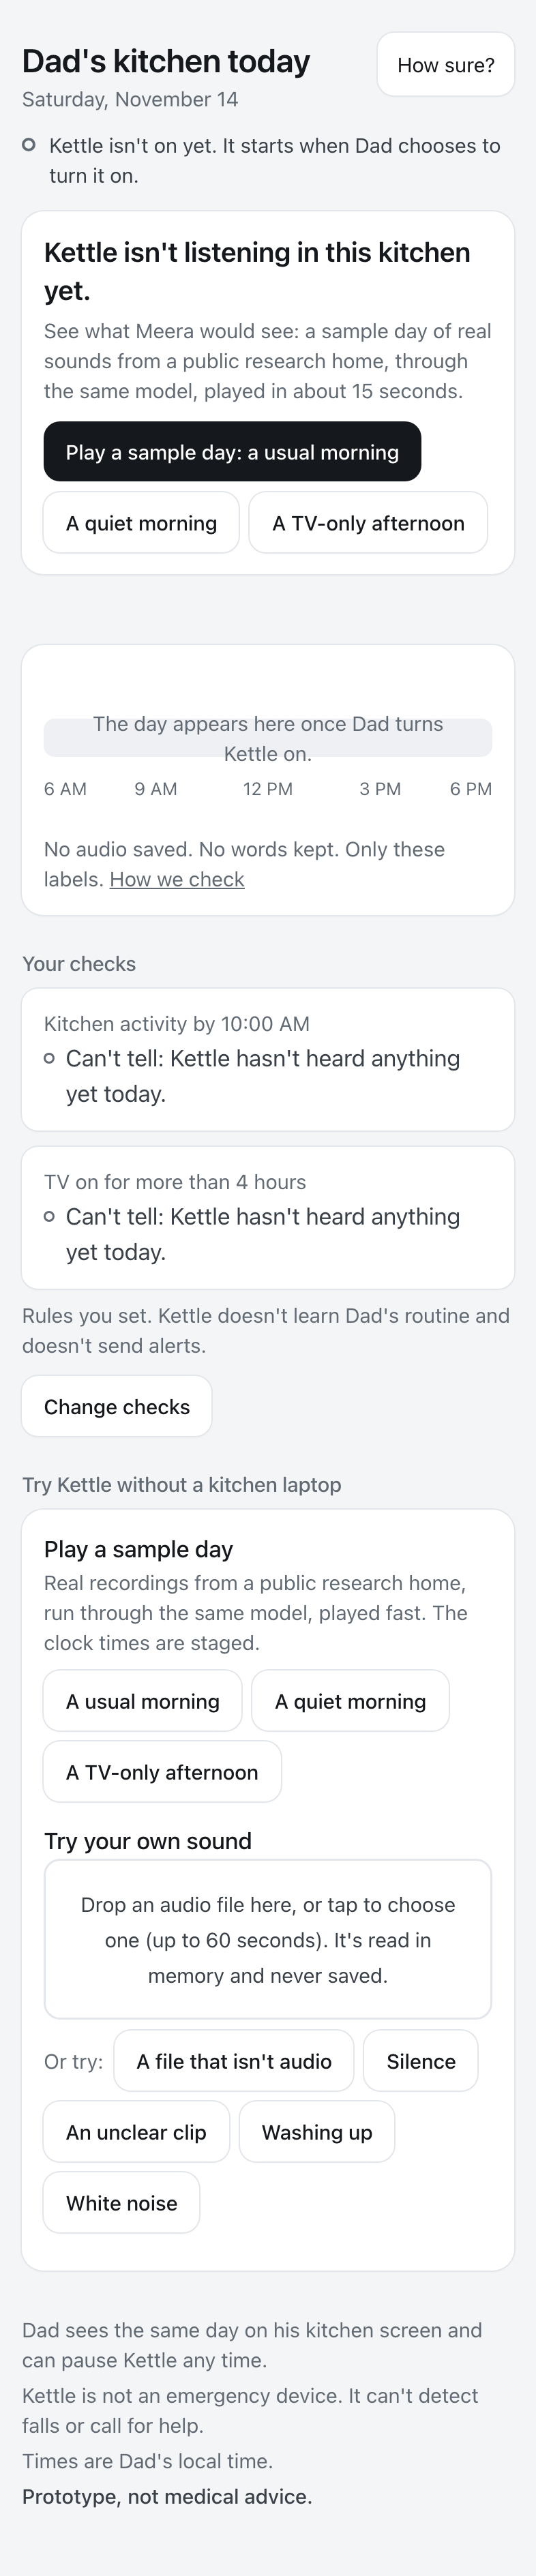 Dad's kitchen today
How sure?
Saturday, November 14
Kettle isn't on yet. It starts when Dad chooses to
turn it on.
Kettle isn't listening in this kitchen
yet.
See what Meera would see: a sample day of real
sounds from a public research home, through
the same model, played in about 15 seconds.
Play a sample day: a usual morning
A quiet morning
A TV-only afternoon
The day appears here once Dad turns
Kettle on.
6 AM 9 AM 12 PM 3 PM 6 PM
No audio saved. No words kept. Only these
labels. How we check
Your checks
Kitchen activity by 10:00 AM
Can't tell: Kettle hasn't heard anything
yet today.
TV on for more than 4 hours
Can't tell: Kettle hasn't heard anything
yet today.
Rules you set. Kettle doesn't learn Dad's routine and
doesn't send alerts.
Change checks
Try Kettle without a kitchen laptop
Play a sample day
Real recordings from a public research home,
run through the same model, played fast. The
clock times are staged.
A usual morning
A quiet morning
A TV-only afternoon
Try your own sound
Drop an audio file here, or tap to choose
one (up to 60 seconds). It's read in
memory and never saved.
Or try: A file that isn't audio Silence
An unclear clip Washing up
White noise
Dad sees the same day on his kitchen screen and
can pause Kettle any time.
Kettle is not an emergency device. It can't detect
falls or call for help.
Times are Dad's local time.
Prototype, not medical advice.